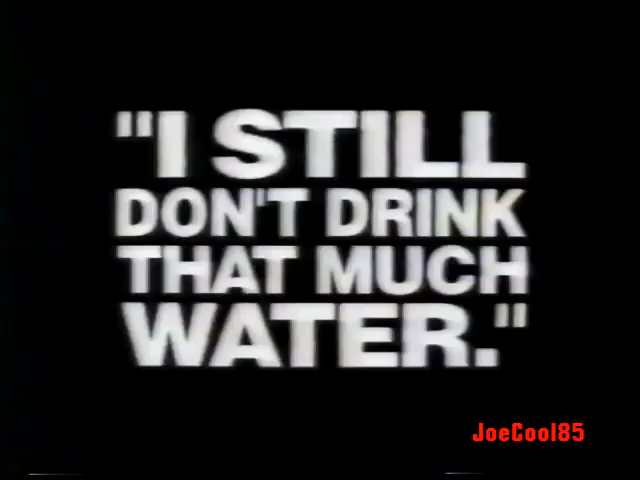 "I STILL
DON'T DRINK
THAT MUCH
WATER."
JoeCool85